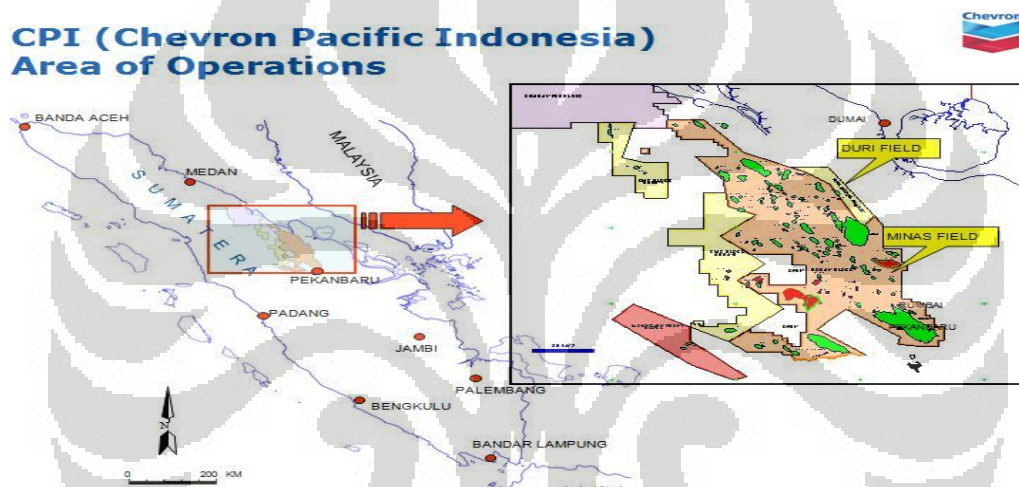 CPI (Chevron Pacific Indonesia)
Area of Operations
Chevron
BANDA ACEH
MEDAN
MALAYSIA
SUMATERA
PEKANBARU
PADANG
JAMBI
PALEMBANG
BENGKULU
BANDAR LAMPUNG
N
0 200 KM
DUMAI
DURI FIELD
MINAS FIELD
RUMBAI
PEKANBARU